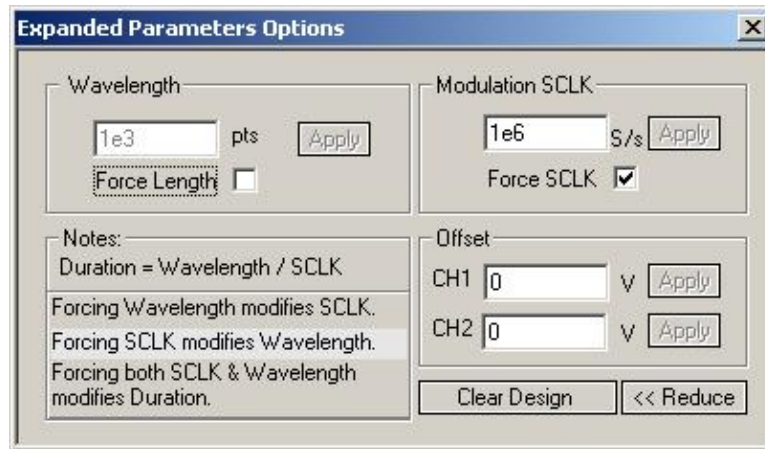 Expanded Parameters Options
Wavelength
1e3 pts Apply
Force Length
Modulation SCLK
1e6 S/s Apply
Force SCLK
Notes:
Duration = Wavelength / SCLK
Forcing Wavelength modifies SCLK.
Forcing SCLK modifies Wavelength.
Forcing both SCLK & Wavelength
modifies Duration.
Offset
CH1 0 V Apply
CH2 0 V Apply
Clear Design << Reduce